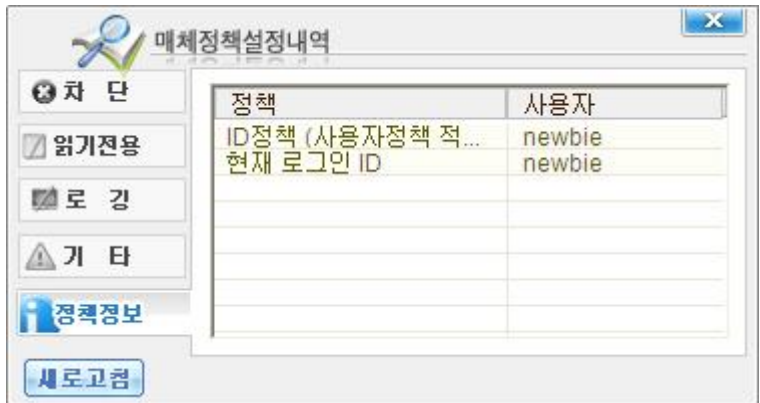 매체정책설정내역
차 단
읽기전용
로 깅
기 타
정책정보
새로고침
정책 사용자
ID정책 (사용자정책 적... newbie
현재 로그인 ID newbie